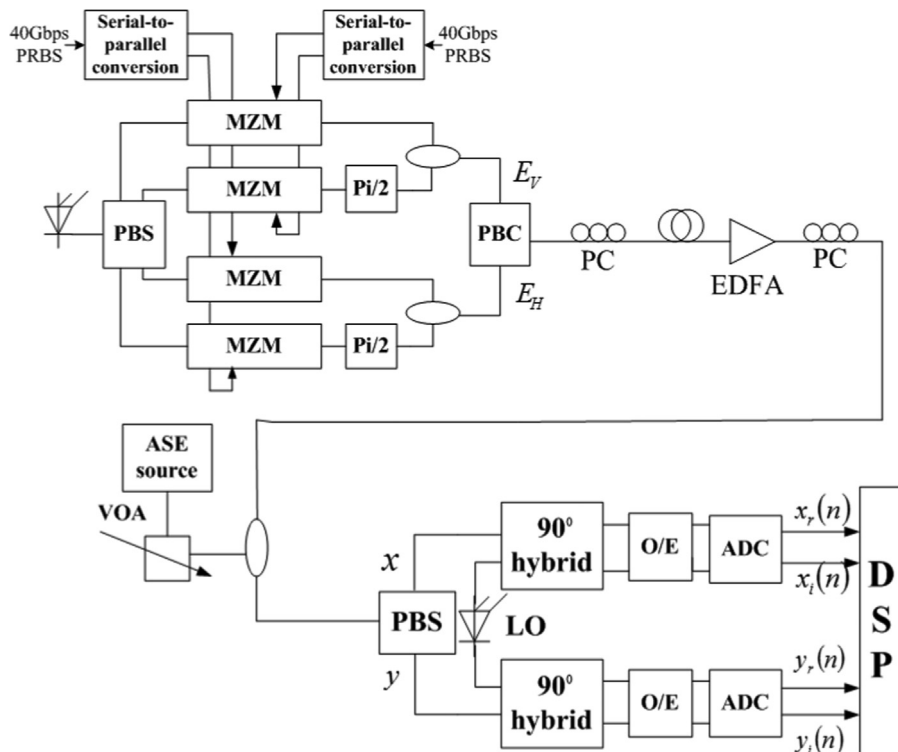 40Gbps
PRBS
Serial-to-
parallel
conversion
Serial-to-
parallel
conversion
40Gbps
PRBS
MZM
MZM
Pi/2
MZM
MZM
Pi/2
PBS
E_V
PBC
E_H
PC
EDFA
PC
ASE
source
VOA
x
PBS
y
90⁰
hybrid
O/E
ADC
x_r(n)
x_i(n)
LO
90⁰
hybrid
O/E
ADC
y_r(n)
y_i(n)
D
S
P